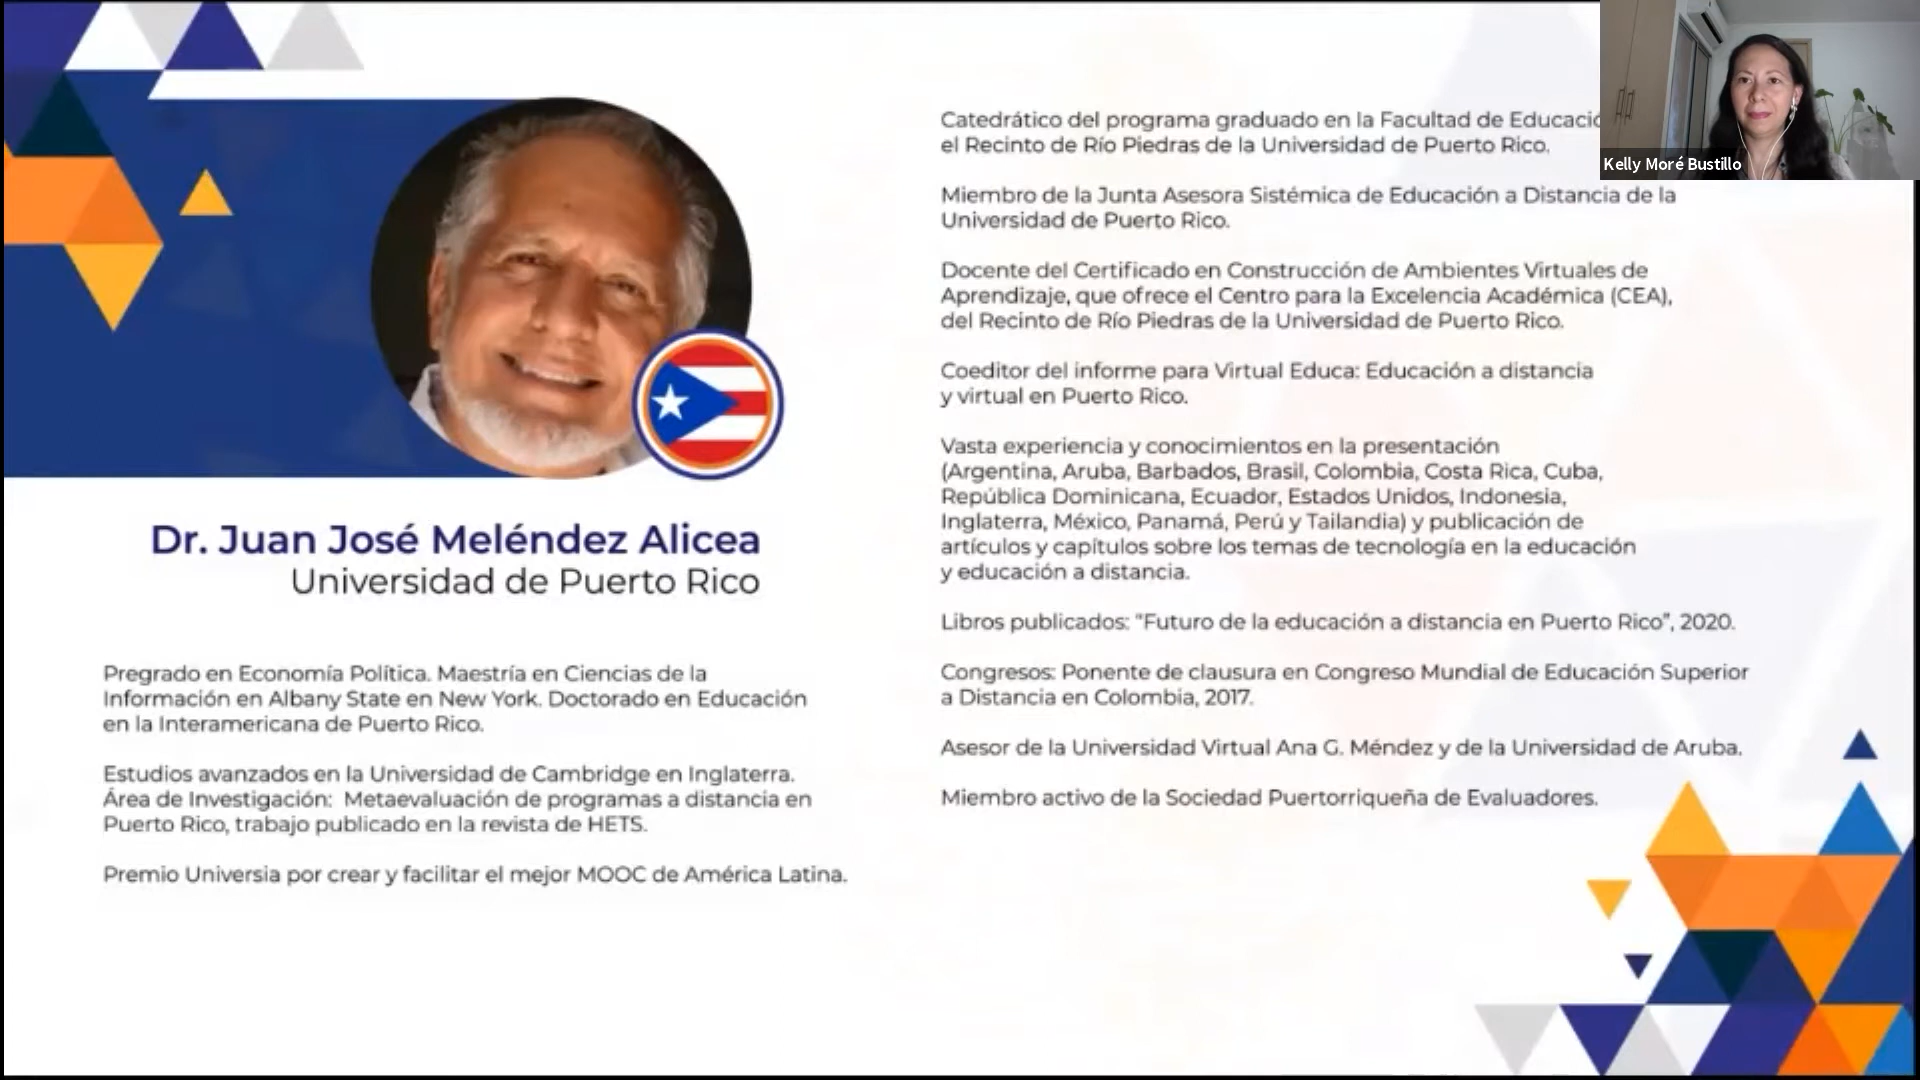 Dr. Juan José Meléndez Alicea
Universidad de Puerto Rico
Pregrado en Economía Política. Maestría en Ciencias de la
Información en Albany State en New York. Doctorado en Educación
en la Interamericana de Puerto Rico.
Estudios avanzados en la Universidad de Cambridge en Inglaterra.
Área de Investigación: Metaevaluación de programas a distancia en
Puerto Rico, trabajo publicado en la revista de HETS.
Premio Universia por crear y facilitar el mejor MOOC de América Latina.
Catedrático del programa graduado en la Facultad de
el Recinto de Río Piedras de la Universidad de Puerto Rico.
Miembro de la Junta Asesora Sistémica de Educación a Distancia de la
Universidad de Puerto Rico.
Docente del Certificado en Construcción de Ambientes Virtuales de
Aprendizaje, que ofrece el Centro para la Excelencia Académica (CEA),
del Recinto de Río Piedras de la Universidad de Puerto Rico.
Coeditor del informe para Virtual Educa: Educación a distancia
y virtual en Puerto Rico.
Vasta experiencia y conocimientos en la presentación
(Argentina, Aruba, Barbados, Brasil, Colombia, Costa Rica, Cuba,
República Dominicana, Ecuador, Estados Unidos, Indonesia,
Inglaterra, México, Panamá, Perú y Tailandia) y publicación de
artículos y capítulos sobre los temas de tecnología en la educación
y educación a distancia.
Libros publicados: “Futuro de la educación a distancia en Puerto Rico”, 2020.
Congresos: Ponente de clausura en Congreso Mundial de Educación Superior
a Distancia en Colombia, 2017.
Asesor de la Universidad Virtual Ana G. Méndez y de la Universidad de Aruba.
Miembro activo de la Sociedad Puertorriqueña de Evaluadores.
Kelly Moré Bustillo